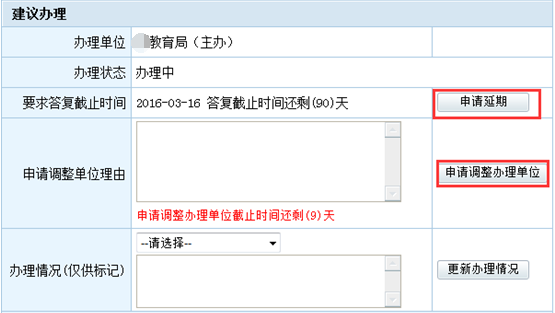 建议办理
办理单位 教育局（主办）
办理状态 办理中
要求答复截止时间 2016-03-16 答复截止时间还剩(90)天 申请延期
申请调整单位理由 申请调整办理单位
申请调整办理单位截止时间还剩(9)天
--请选择--
办理情况(仅供标记) 更新办理情况